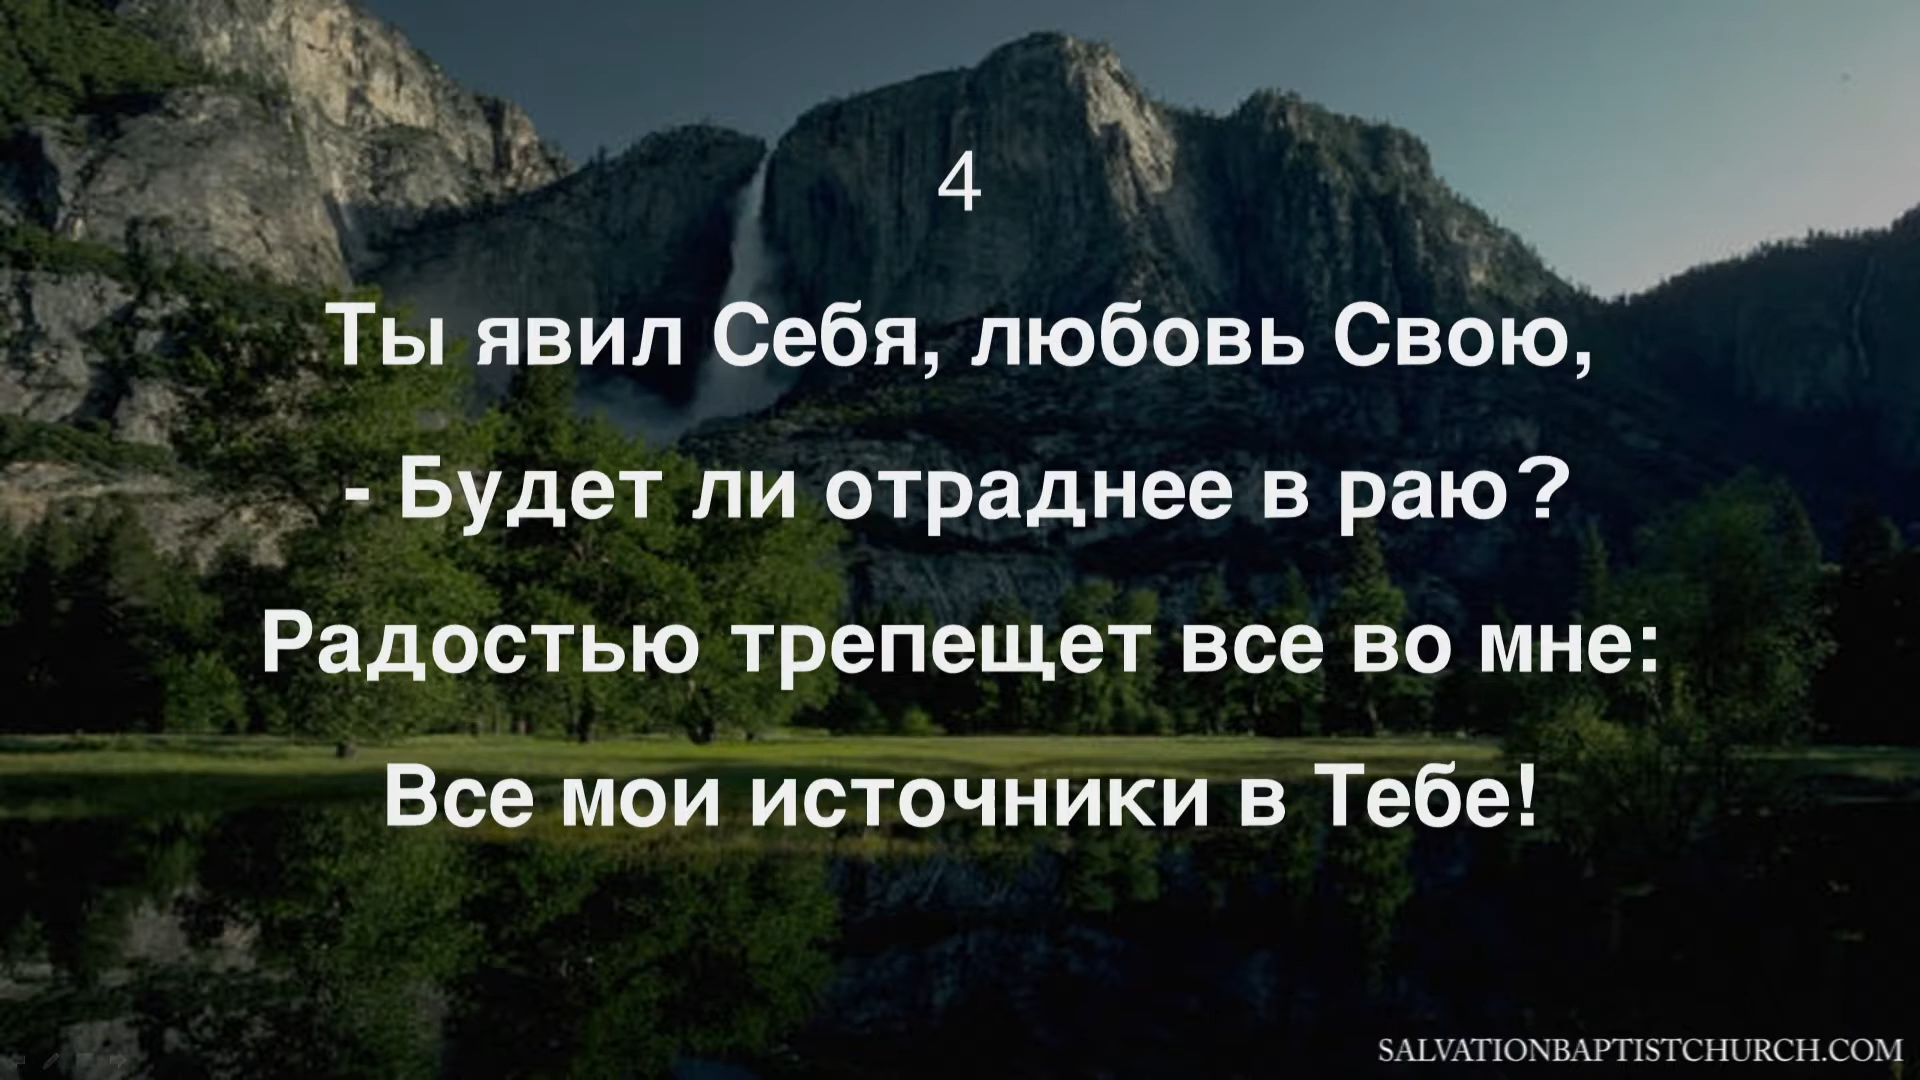 4
Ты явил Себя, любовь Свою,
- Будет ли отраднее в раю?
Радостью трепещет все во мне:
Все мои источники в Тебе!
SALVATIONBAPTISTCHURCH.COM